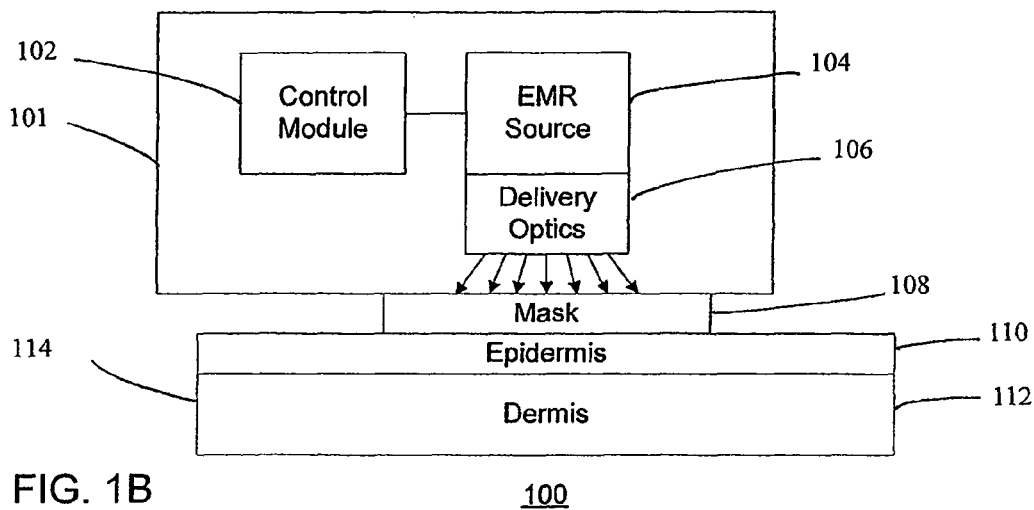 102
101
Control
Module
EMR
Source
104
106
Delivery
Optics
Mask
108
Epidermis
110
114
Dermis
112
FIG. 1B
100